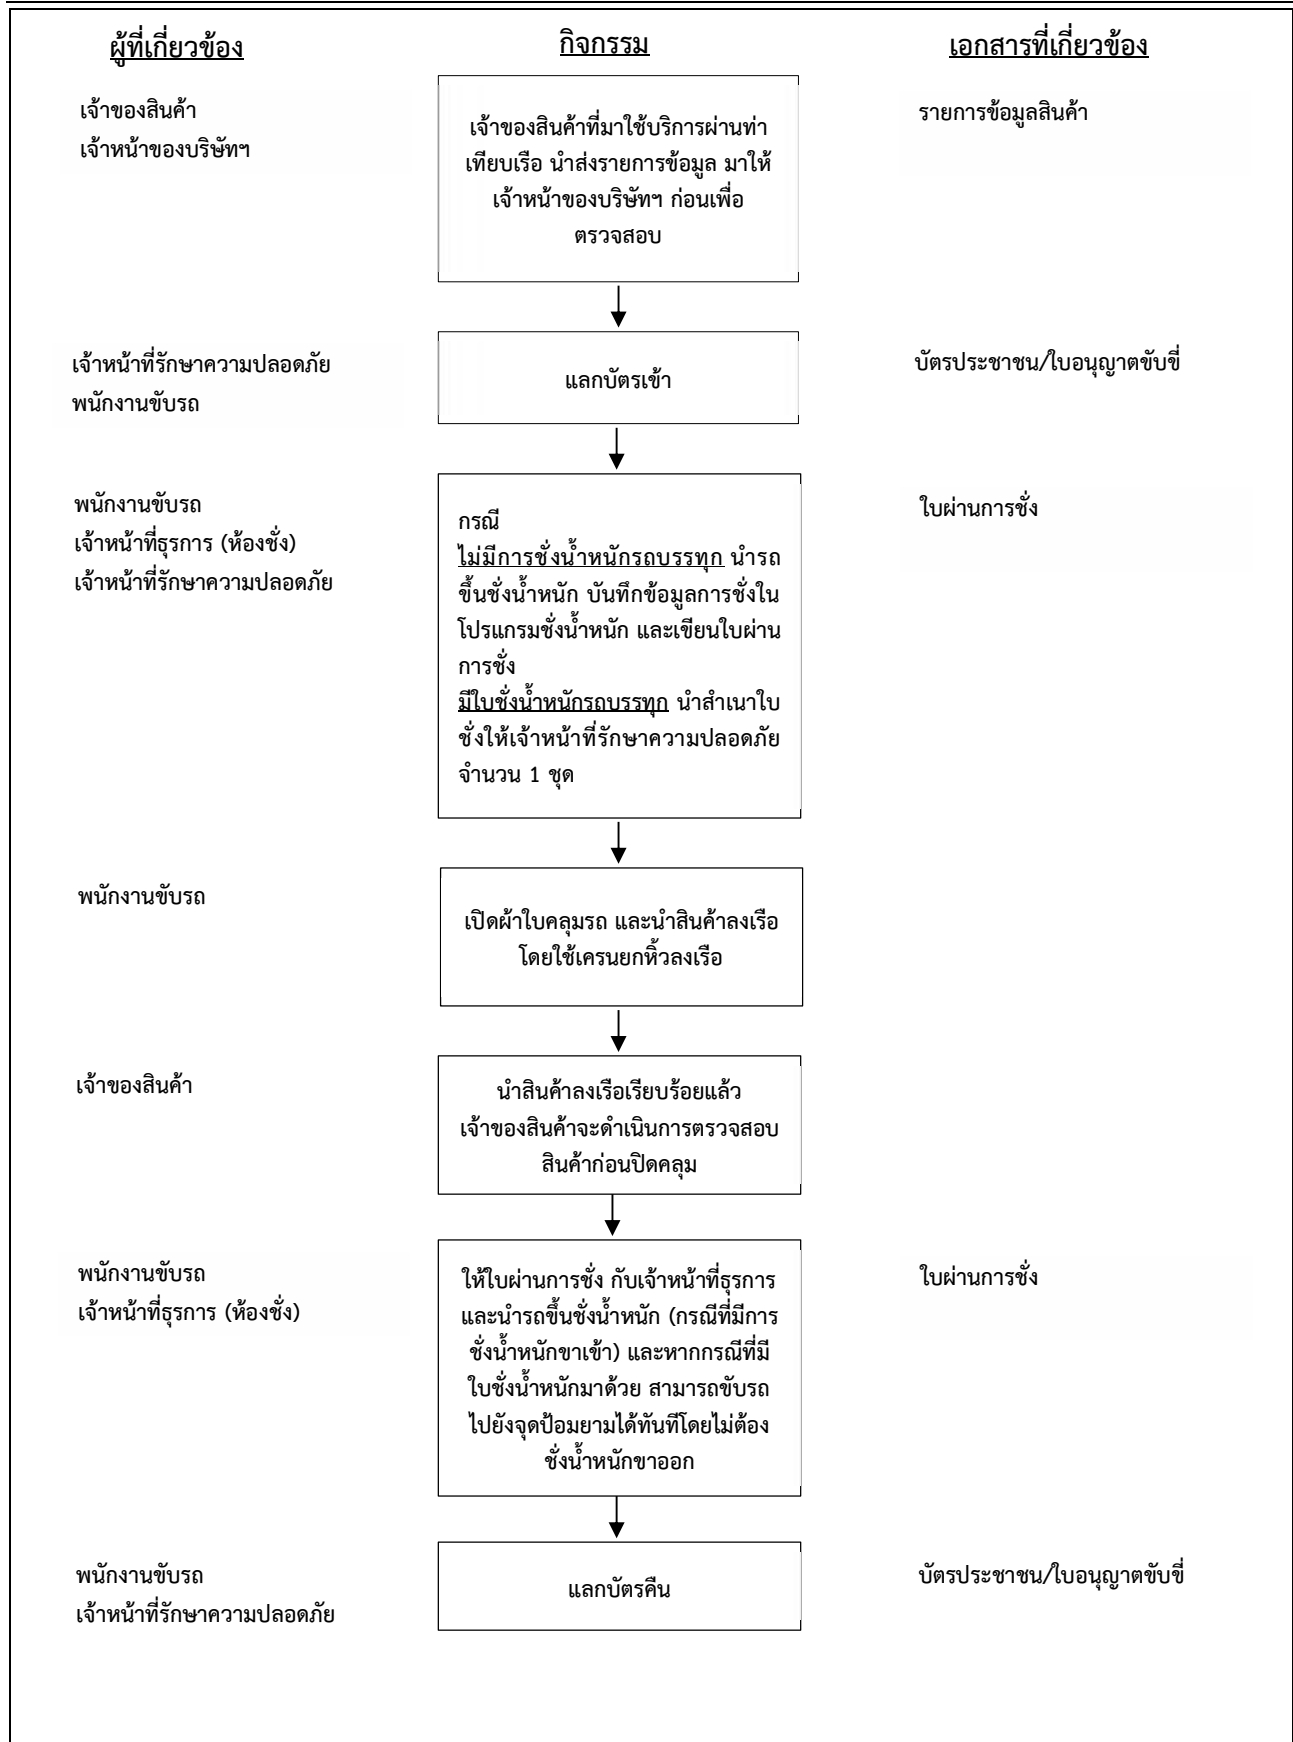 ผู้ที่เกี่ยวข้อง
กิจกรรม
เอกสารที่เกี่ยวข้อง
เจ้าของสินค้า
เจ้าหน้าของบริษัทฯ
เจ้าของสินค้าที่มาใช้บริการผ่านท่า
เทียบเรือ นำส่งรายการข้อมูล มาให้
เจ้าหน้าของบริษัทฯ ก่อนเพื่อ
ตรวจสอบ
รายการข้อมูลสินค้า
เจ้าหน้าที่รักษาความปลอดภัย
พนักงานขับรถ
แลกบัตรเข้า
บัตรประชาชน/ใบอนุญาตขับขี่
พนักงานขับรถ
เจ้าหน้าที่ธุรการ (ห้องชั่ง)
เจ้าหน้าที่รักษาความปลอดภัย
กรณี
ไม่มีการชั่งน้ำหนักรถบรรทุก นำรถ
ขึ้นชั่งน้ำหนัก บันทึกข้อมูลการชั่งใน
โปรแกรมชั่งน้ำหนัก และเขียนใบผ่าน
การชั่ง
มีใบชั่งน้ำหนักรถบรรทุก นำสำเนาใบ
ชั่งให้เจ้าหน้าที่รักษาความปลอดภัย
จำนวน 1 ชุด
ใบผ่านการชั่ง
พนักงานขับรถ
เปิดผ้าใบคลุมรถ และนำสินค้าลงเรือ
โดยใช้เครนยกหิ้วลงเรือ
เจ้าของสินค้า
นำสินค้าลงเรือเรียบร้อยแล้ว
เจ้าของสินค้าจะดำเนินการตรวจสอบ
สินค้าก่อนปิดคลุม
พนักงานขับรถ
เจ้าหน้าที่ธุรการ (ห้องชั่ง)
ให้ใบผ่านการชั่ง กับเจ้าหน้าที่ธุรการ
และนำรถขึ้นชั่งน้ำหนัก (กรณีที่มีการ
ชั่งน้ำหนักขาเข้า) และหากกรณีที่มี
ใบชั่งน้ำหนักมาด้วย สามารถขับรถ
ไปยังจุดป้อมยามได้ทันทีโดยไม่ต้อง
ชั่งน้ำหนักขาออก
ใบผ่านการชั่ง
พนักงานขับรถ
เจ้าหน้าที่รักษาความปลอดภัย
แลกบัตรคืน
บัตรประชาชน/ใบอนุญาตขับขี่